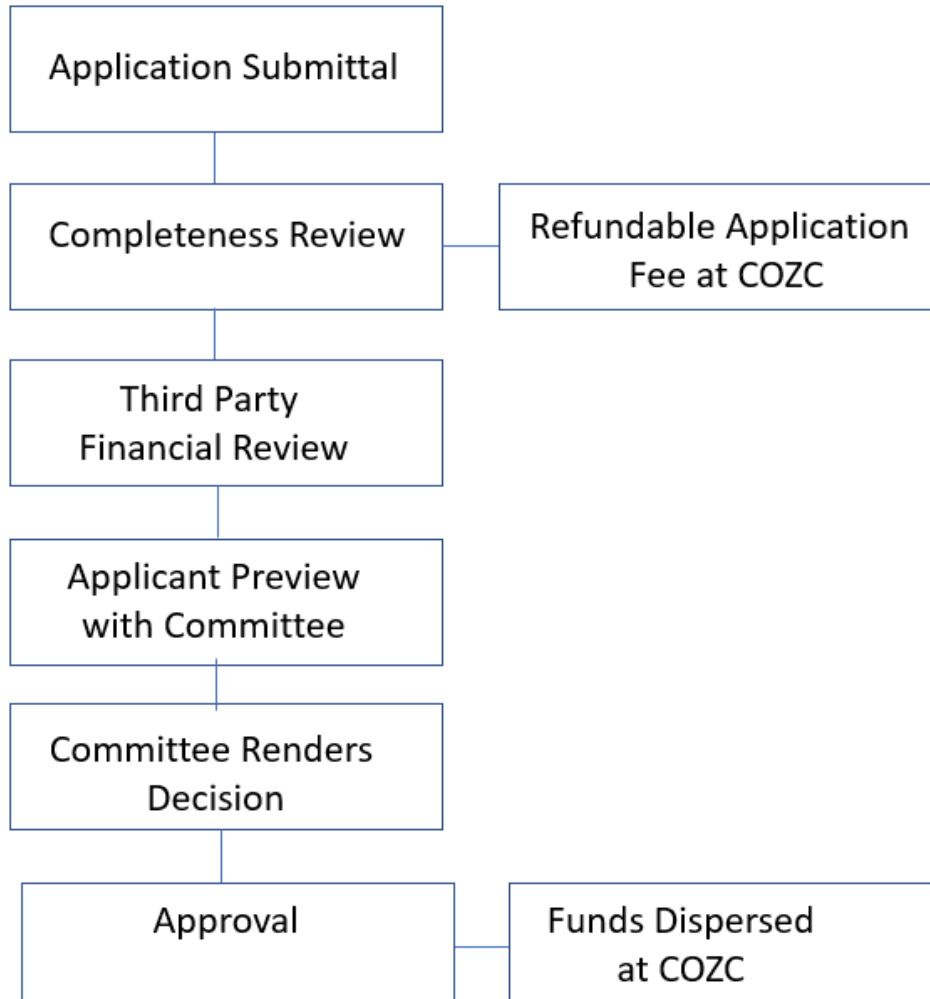 Application Submittal
Completeness Review
Refundable Application
Fee at COZC
Third Party
Financial Review
Applicant Preview
with Committee
Committee Renders
Decision
Approval
Funds Dispersed
at COZC